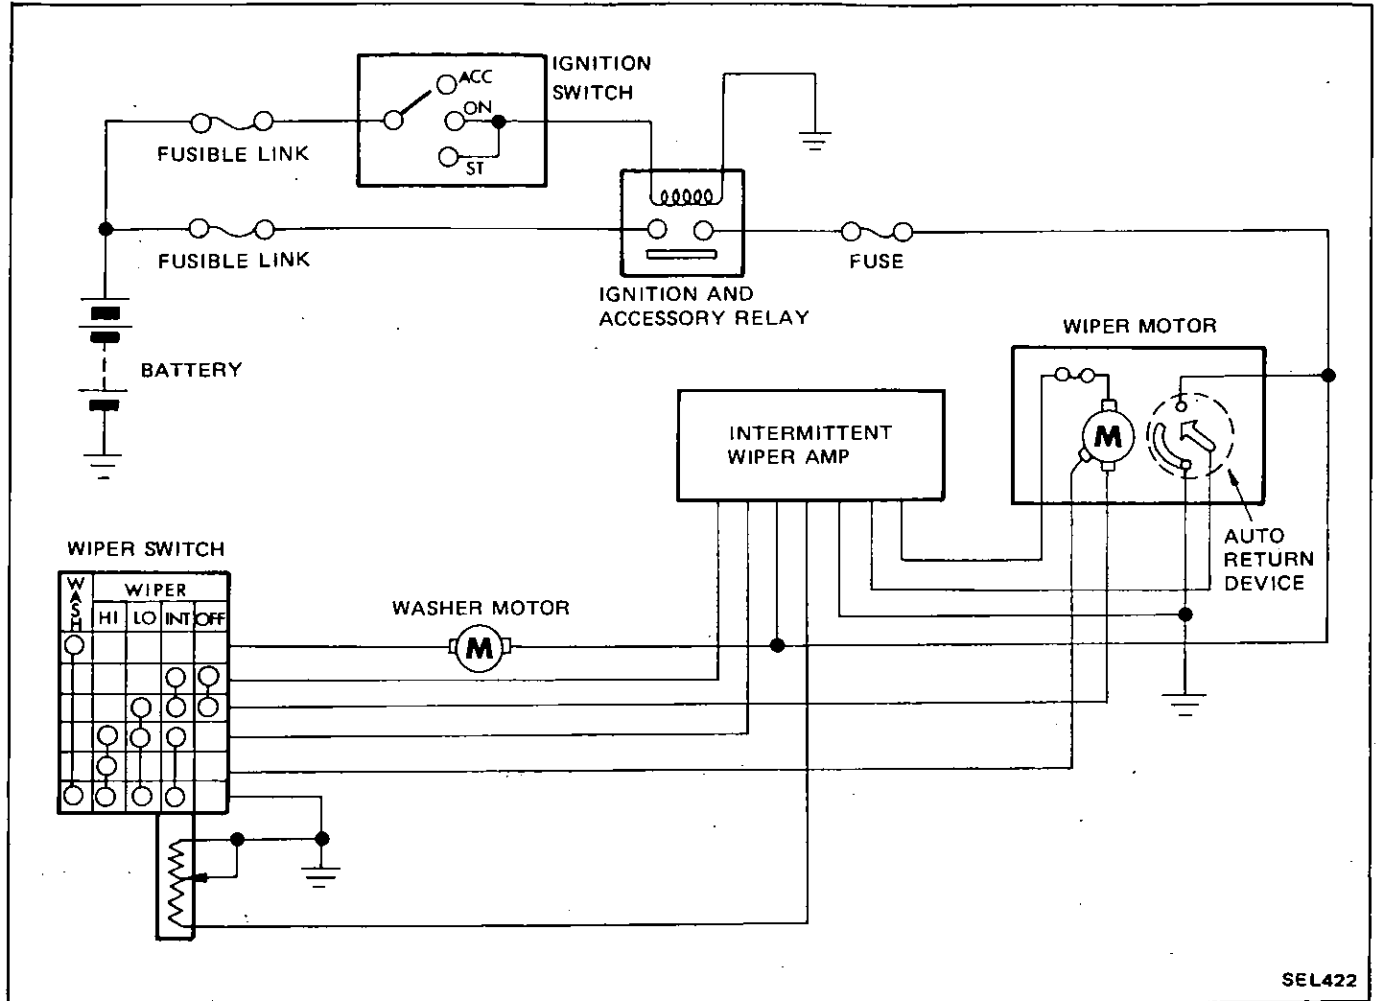 IGNITION
SWITCH
ACC
ON
ST
FUSIBLE LINK
FUSIBLE LINK
FUSE
IGNITION AND
ACCESSORY RELAY
BATTERY
WIPER MOTOR
M
INTERMITTENT
WIPER AMP
AUTO
RETURN
DEVICE
WIPER SWITCH
WASH
WIPER
HI LO INT OFF
WASHER MOTOR
M
SEL422